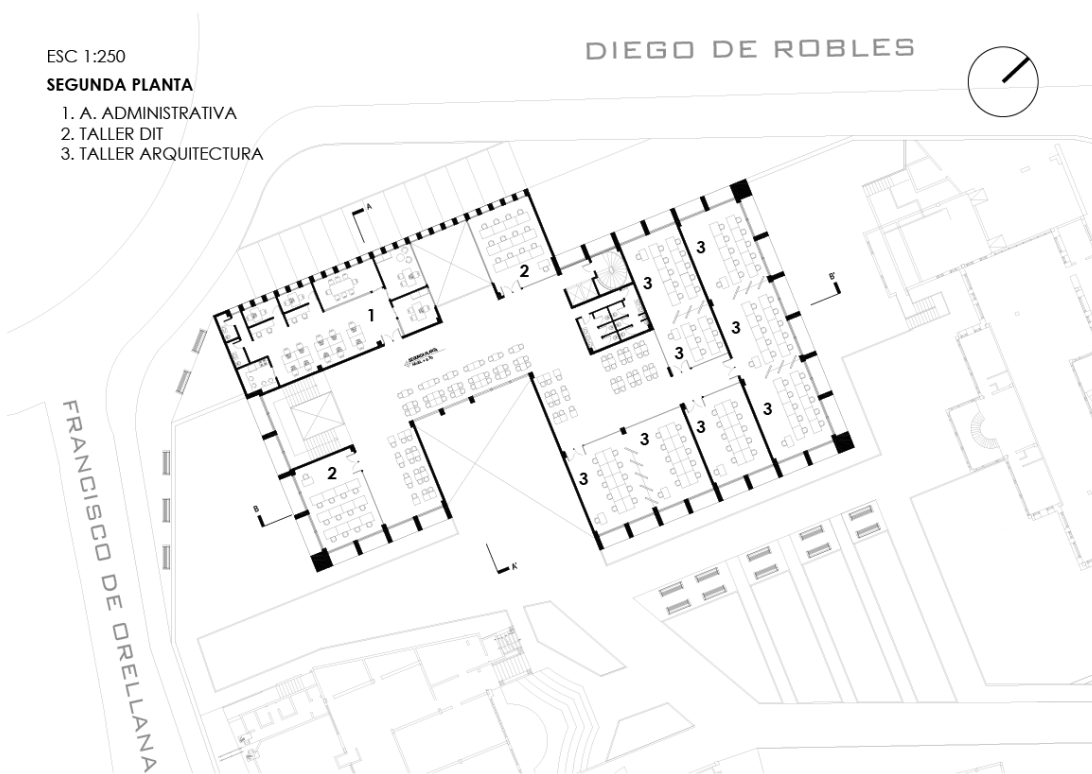 ESC 1:250
SEGUNDA PLANTA
1. A. ADMINISTRATIVA
2. TALLER DIT
3. TALLER ARQUITECTURA
DIEGO DE ROBLES
FRANCISCO DE ORELLANA
A
2
3
3
3
B'
1
3
3
3
3
3
3
2
B
A'